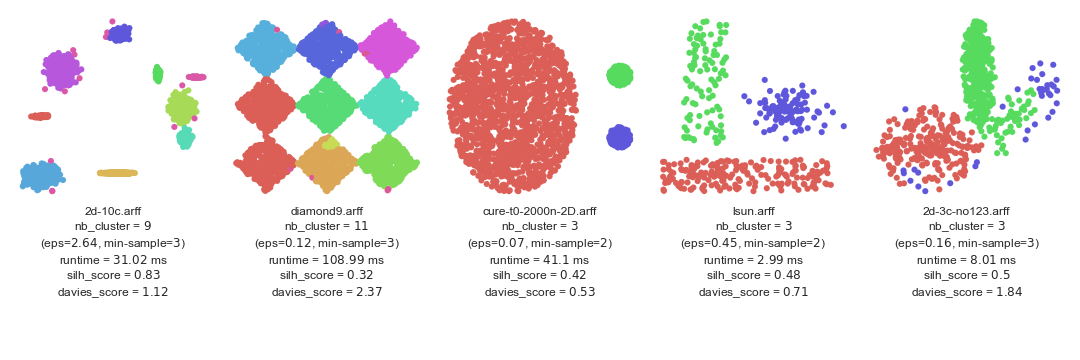 2d-10c.arff
nb_cluster = 9
(eps=2.64, min-sample=3)
runtime = 31.02 ms
silh_score = 0.83
davies_score = 1.12
diamond9.arff
nb_cluster = 11
(eps=0.12, min-sample=3)
runtime = 108.99 ms
silh_score = 0.32
davies_score = 2.37
cure-t0-2000n-2D.arff
nb_cluster = 3
(eps=0.07, min-sample=2)
runtime = 41.1 ms
silh_score = 0.42
davies_score = 0.53
lsun.arff
nb_cluster = 3
(eps=0.45, min-sample=2)
runtime = 2.99 ms
silh_score = 0.48
davies_score = 0.71
2d-3c-no123.arff
nb_cluster = 3
(eps=0.16, min-sample=3)
runtime = 8.01 ms
silh_score = 0.5
davies_score = 1.84